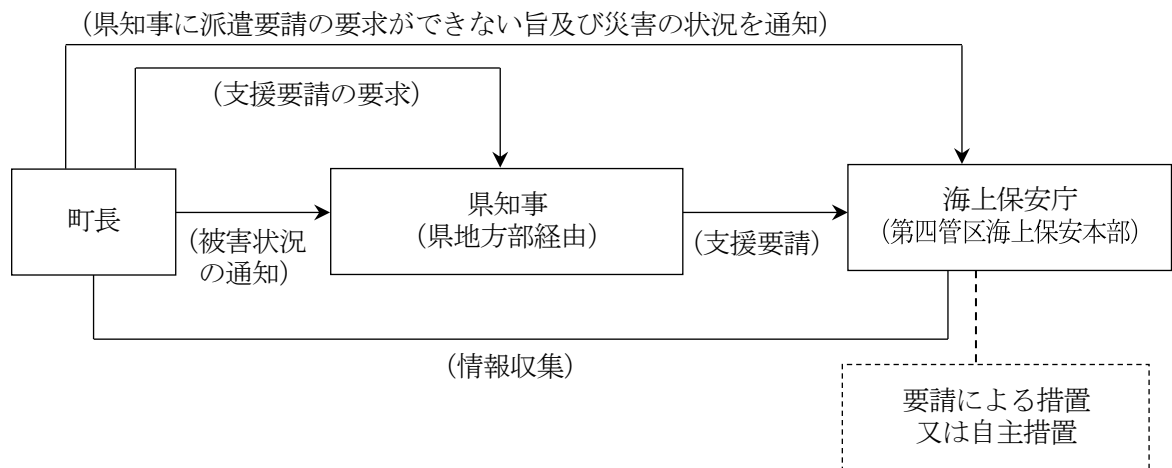 （県知事に派遣要請の要求ができない旨及び災害の状況を通知）
（支援要請の要求）
町長
（被害状況
の通知）
県知事
（県地方部経由）
（支援要請）
海上保安庁
（第四管区海上保安本部）
（情報収集）
要請による措置
又は自主措置